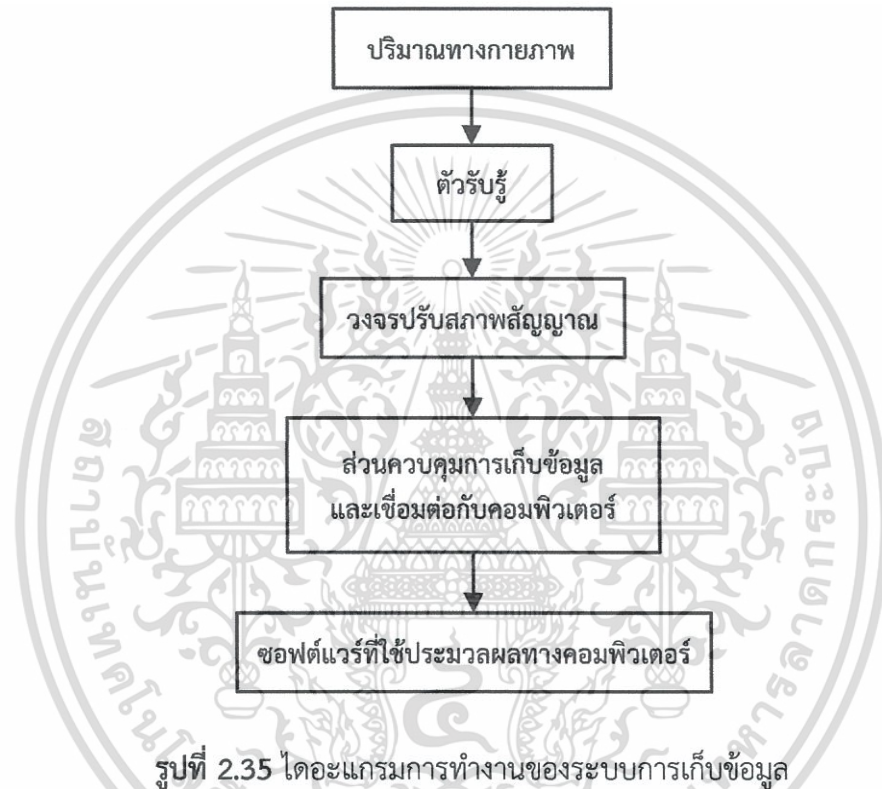 ปริมาณทางกายภาพ
ตัวรับรู้
วงจรปรับสภาพสัญญาณ
ส่วนควบคุมการเก็บข้อมูล
และเชื่อมต่อกับคอมพิวเตอร์
ซอฟต์แวร์ที่ใช้ประมวลผลทางคอมพิวเตอร์
รูปที่ 2.35 ไดอะแกรมการทำงานของระบบการเก็บข้อมูล